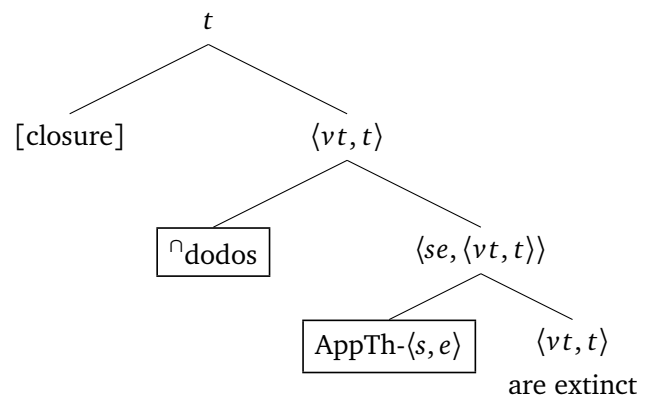 t
[closure]
⟨vt, t⟩
∩dodos
⟨se, ⟨vt, t⟩⟩
AppTh-⟨s, e⟩
⟨vt, t⟩
are extinct